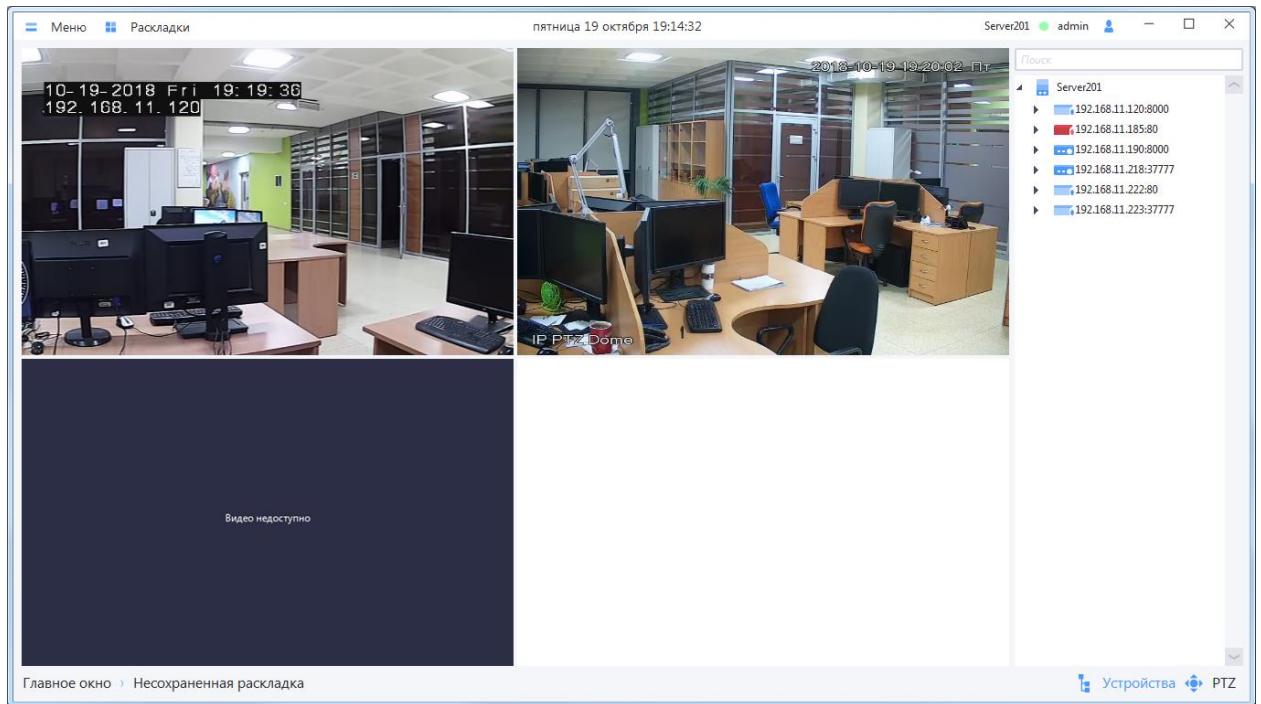 Меню Раскладки пятница 19 октября 19:14:32 Server201 admin
10-19-2018 Fri 19:19:36
192.168.11.120
2018-10-19 19:20:02 Пт
IP PTZ Dome
Видео недоступно
Поиск
Server201
192.168.11.120:8000
192.168.11.185:80
192.168.11.190:8000
192.168.11.218:37777
192.168.11.222:80
192.168.11.223:37777
Главное окно › Несохраненная раскладка Устройства PTZ